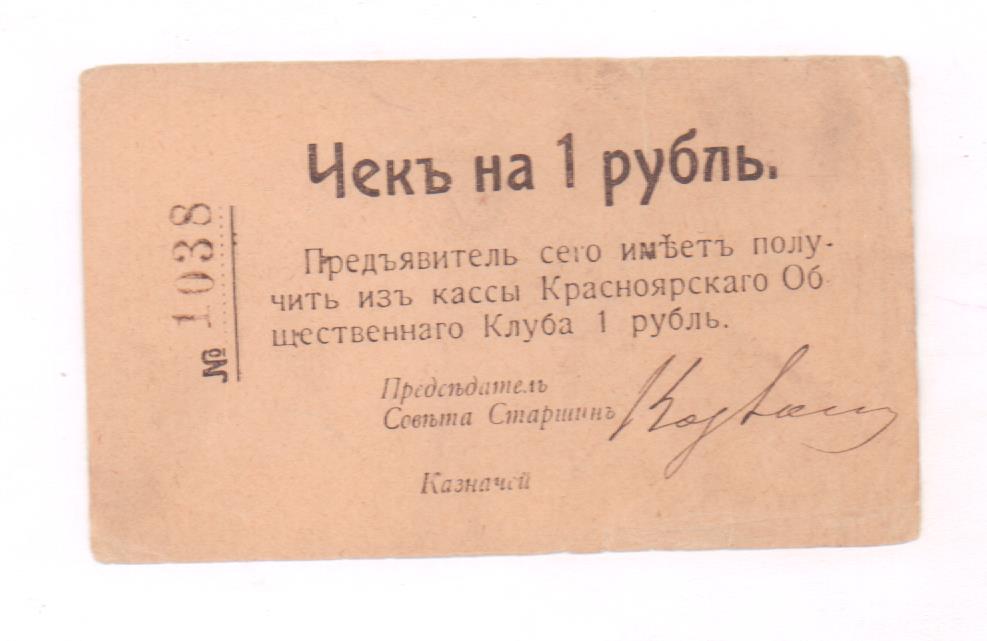 Чекъ на 1 рубль.
№ 1038
Предъявитель сего имѣетъ полу-
чить изъ кассы Красноярскаго Об
щественнаго Клуба 1 рубль.
Предсѣдатель
Совѣта Старшинъ
Казначей